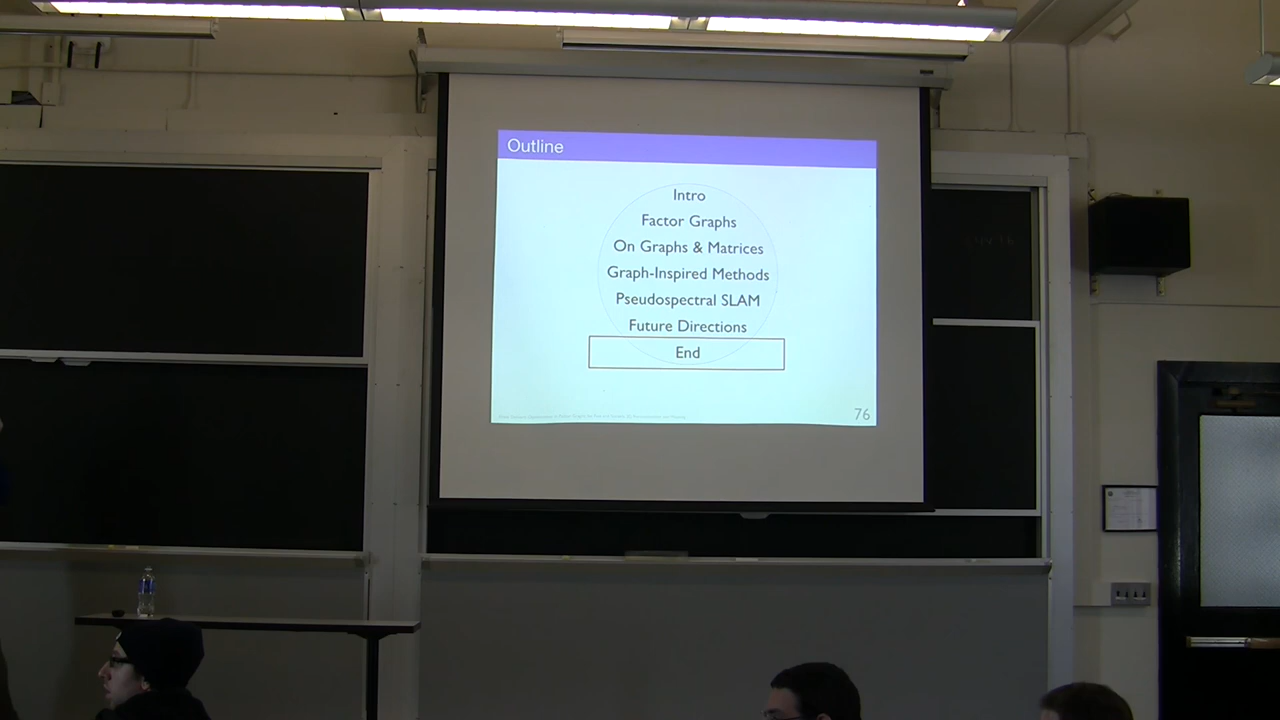 Outline
Intro
Factor Graphs
On Graphs & Matrices
Graph-Inspired Methods
Pseudospectral SLAM
Future Directions
End
76